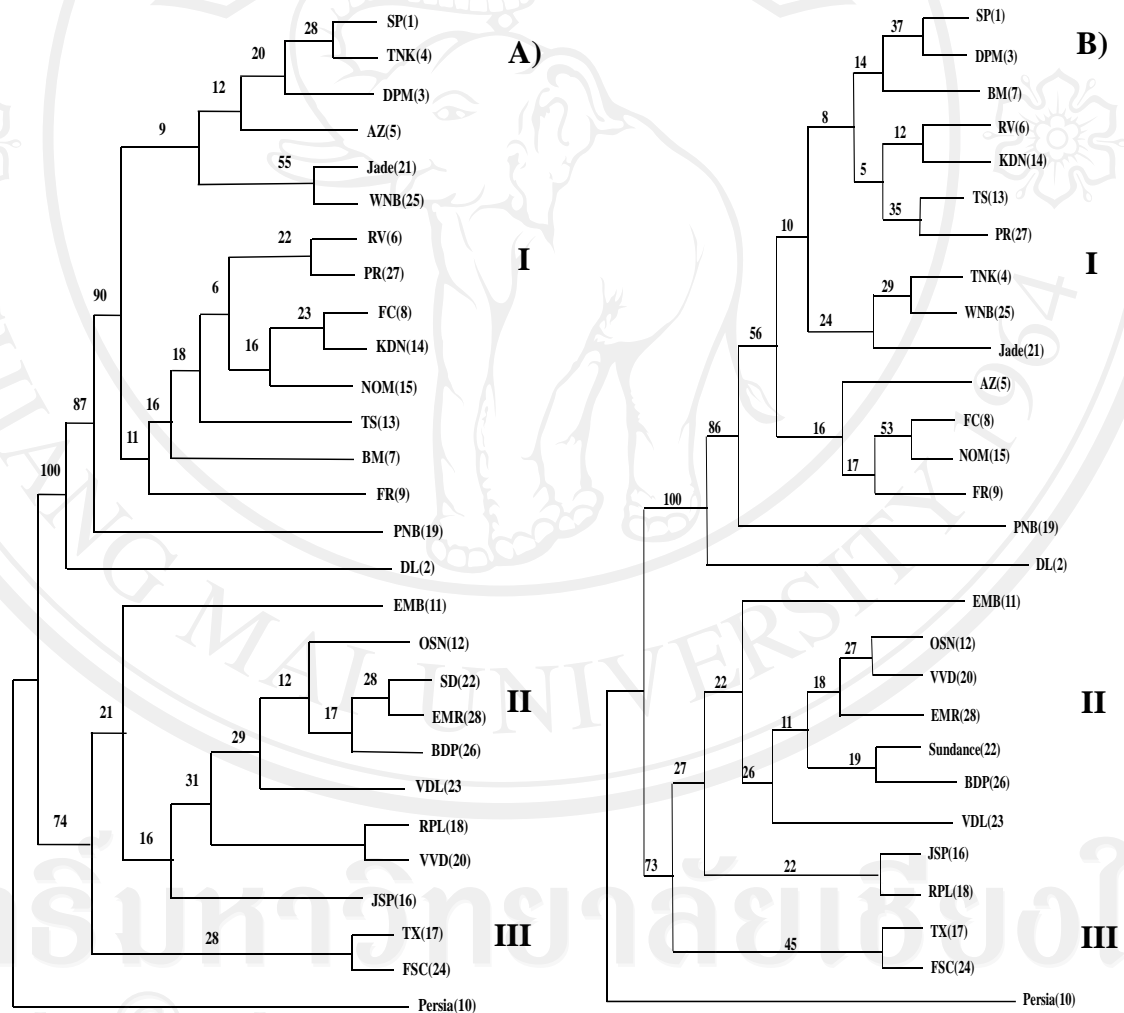 A)
28
SP(1)
TNK(4)
20
DPM(3)
12
AZ(5)
9
55
Jade(21)
WNB(25)
22
RV(6)
PR(27)
6
23
FC(8)
KDN(14)
16
NOM(15)
18
TS(13)
16
BM(7)
11
FR(9)
90
87
PNB(19)
100
DL(2)
I
EMB(11)
OSN(12)
12
28
SD(22)
EMR(28)
17
BDP(26)
29
VDL(23
31
RPL(18)
VVD(20)
21
16
JSP(16)
74
28
TX(17)
FSC(24)
Persia(10)
II
III
B)
37
SP(1)
DPM(3)
14
BM(7)
8
12
RV(6)
KDN(14)
5
35
TS(13)
PR(27)
10
29
TNK(4)
WNB(25)
24
Jade(21)
56
AZ(5)
16
53
FC(8)
NOM(15)
17
FR(9)
86
PNB(19)
100
DL(2)
I
EMB(11)
27
OSN(12)
VVD(20)
18
EMR(28)
22
11
Sundance(22)
19
BDP(26)
26
VDL(23
27
JSP(16)
22
RPL(18)
73
TX(17)
45
FSC(24)
Persia(10)
II
III
MAI UNIVERSITY 1964